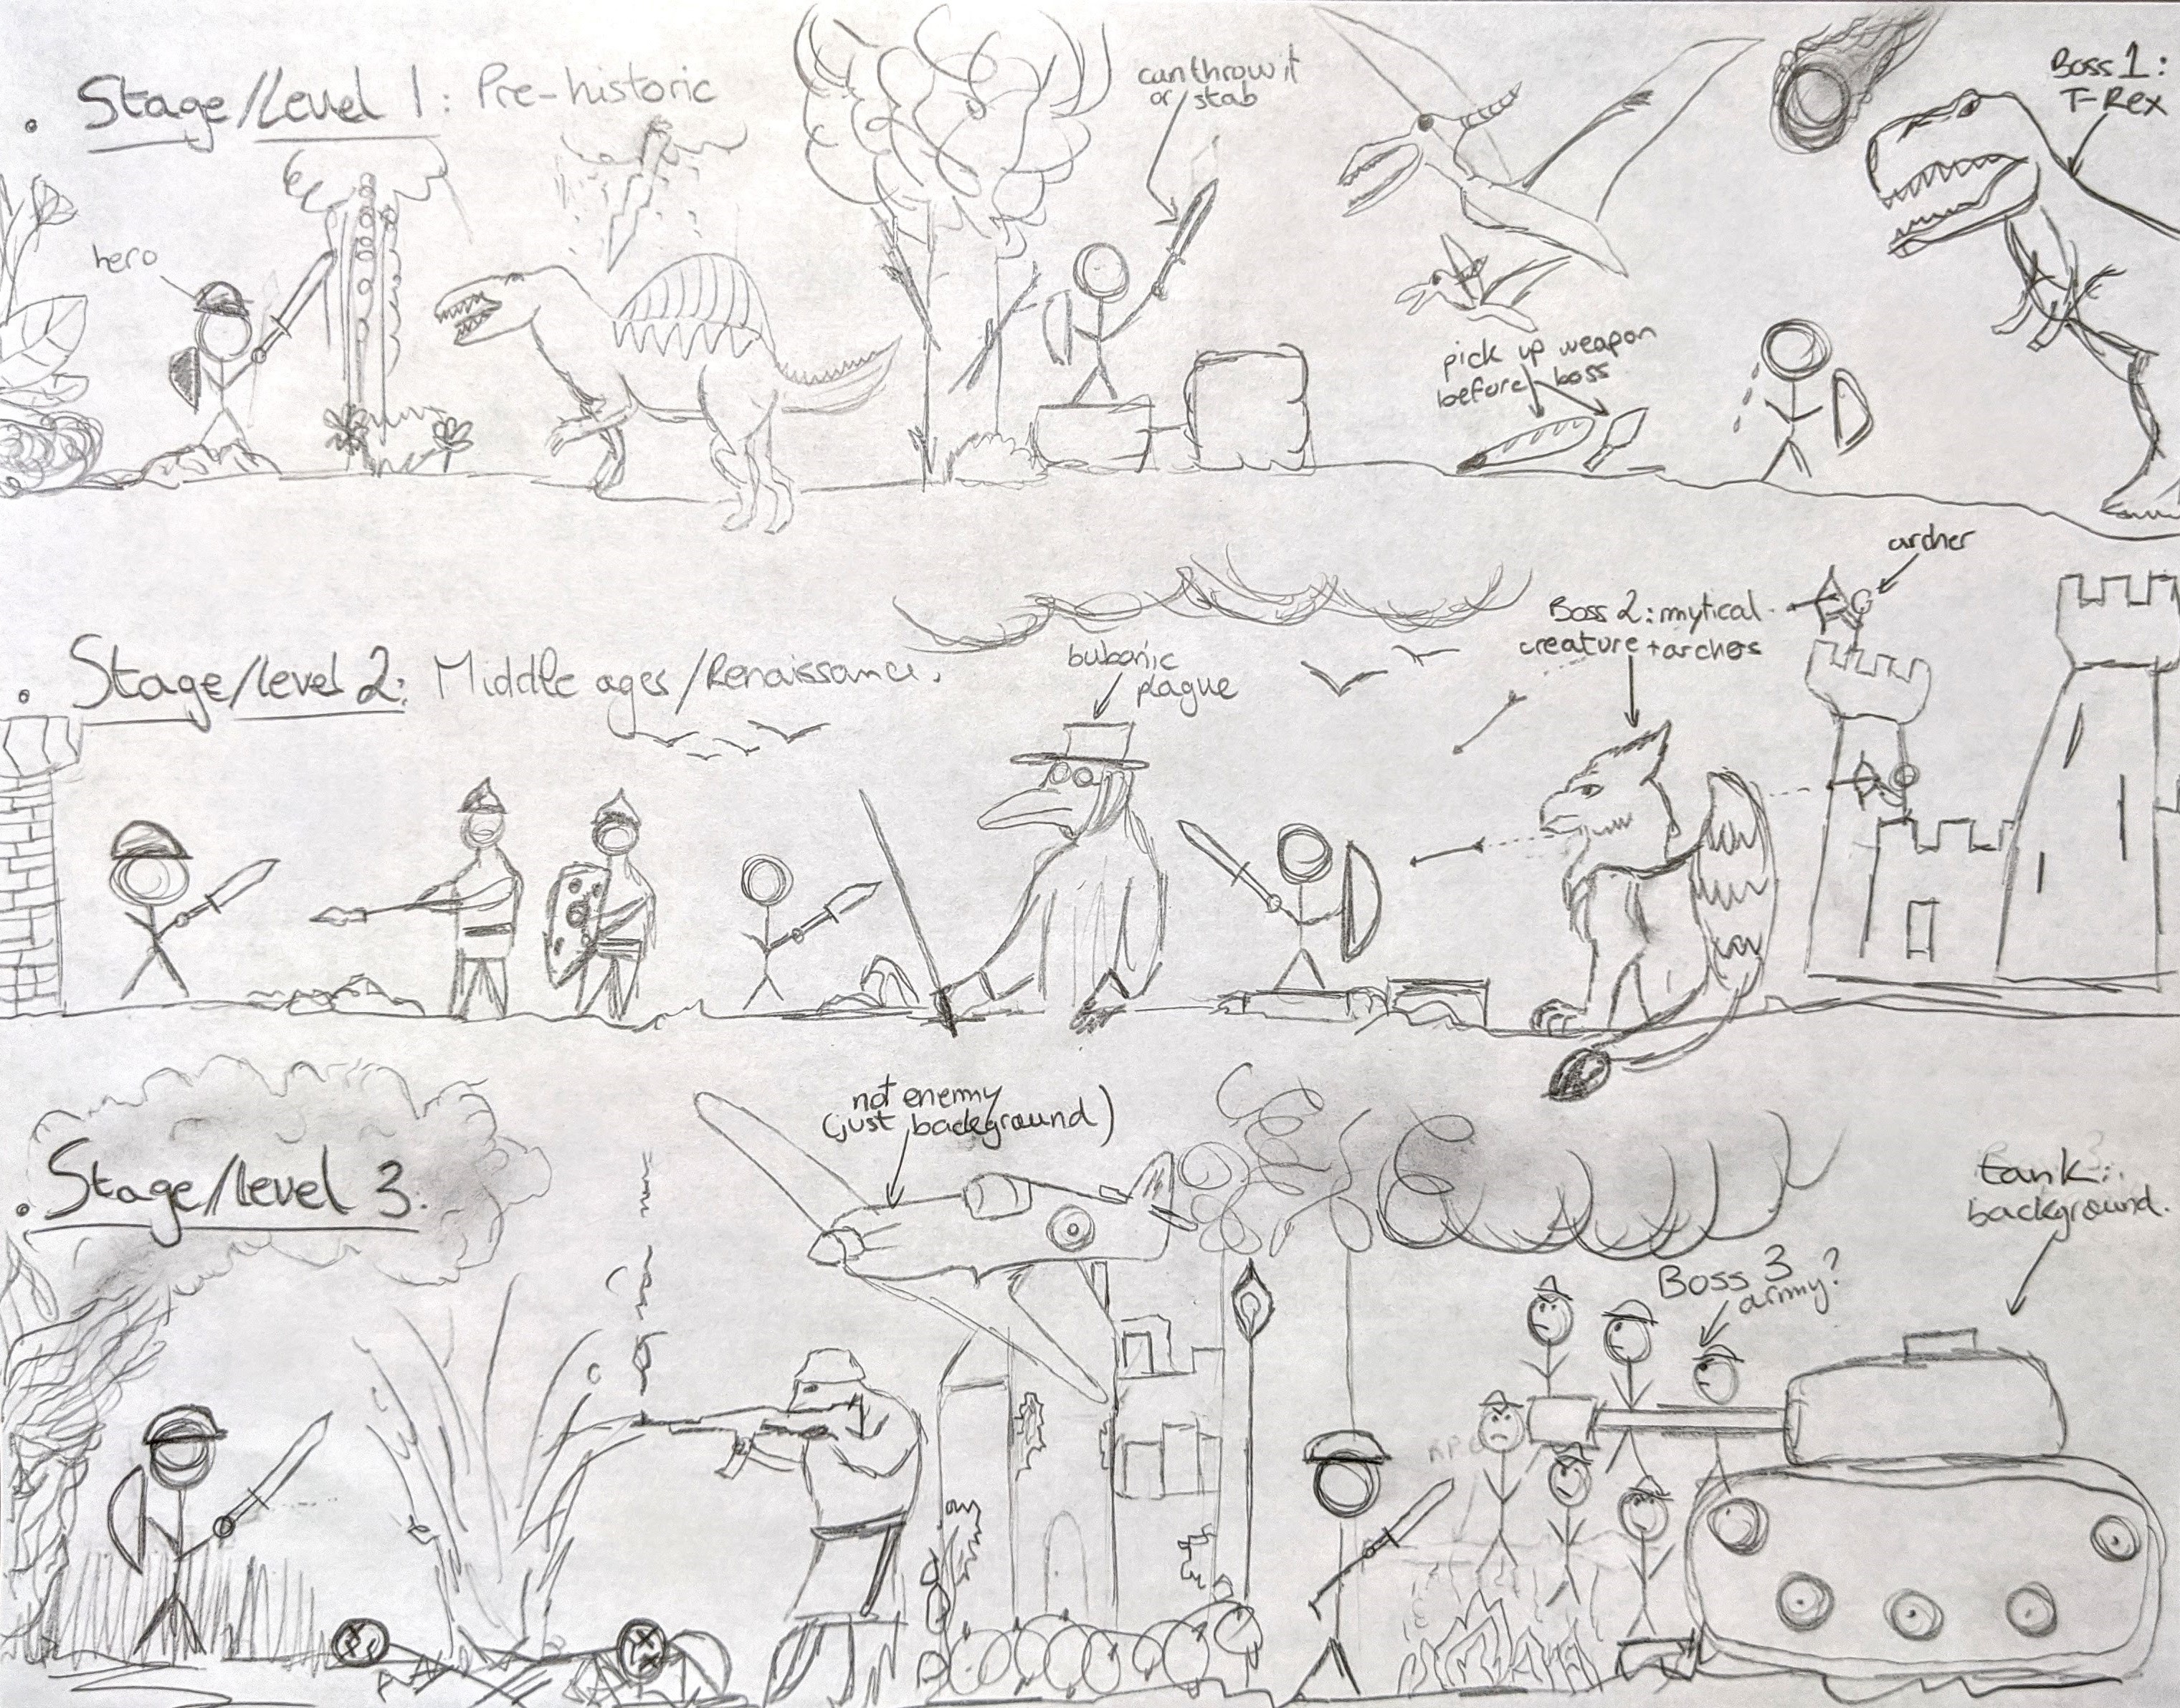 . Stage/Level 1: Pre-historic
can throw it
or stab
Boss 1:
T-Rex
hero
pick up weapon
before boss
archer
Boss 2: mytical
creature + archos
. Stage/level 2: Middle ages/Renaissance.
bubonic
plague
not enemy
(just background)
. Stage/level 3.
tank:
background.
Boss 3
army?
RPG